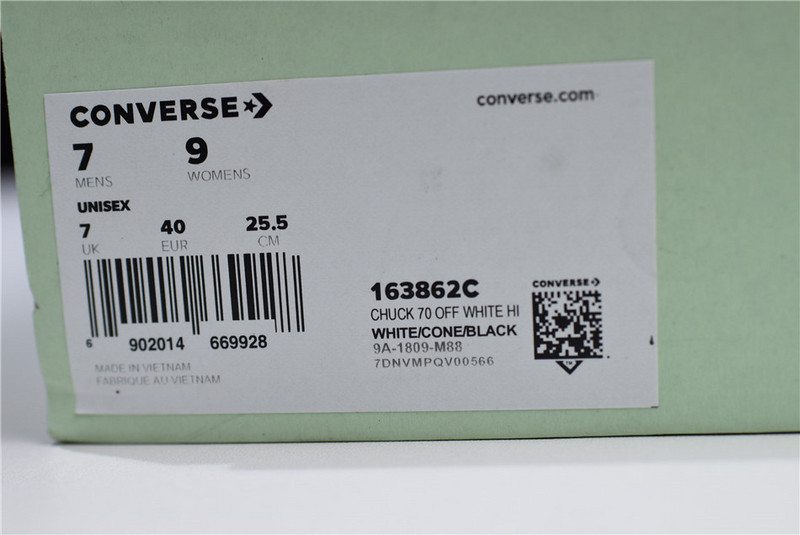 CONVERSE
converse.com
7 9
MENS WOMENS
UNISEX
7 40 25.5
UK EUR CM
6 902014 669928
MADE IN VIETNAM
FABRIQUE AU VIETNAM
163862C
CHUCK 70 OFF WHITE HI
WHITE/CONE/BLACK
9A-1809-M88
7DNVMPQV00566
CONVERSE